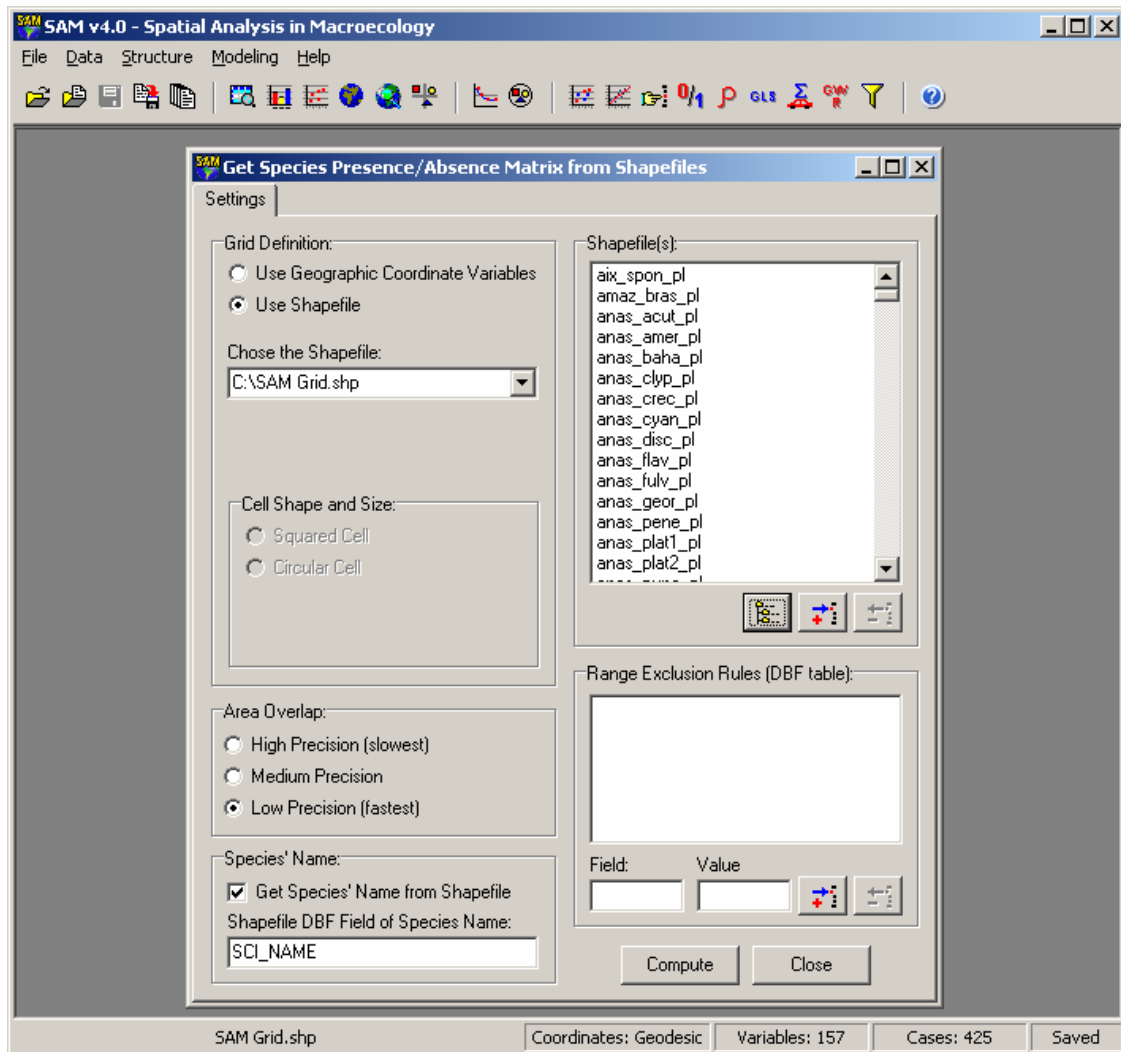 SAM v4.0 - Spatial Analysis in Macroecology
File Data Structure Modeling Help
0/1 ρ GLS Σ GW R
SAM Get Species Presence/Absence Matrix from Shapefiles
Settings
Grid Definition:
Use Geographic Coordinate Variables
Use Shapefile
Chose the Shapefile:
C:\SAM Grid.shp
Cell Shape and Size:
Squared Cell
Circular Cell
Area Overlap:
High Precision (slowest)
Medium Precision
Low Precision (fastest)
Species' Name:
Get Species' Name from Shapefile
Shapefile DBF Field of Species Name:
SCI_NAME
Shapefile(s):
aix_spon_pl
amaz_bras_pl
anas_acut_pl
anas_amer_pl
anas_baha_pl
anas_clyp_pl
anas_crec_pl
anas_cyan_pl
anas_disc_pl
anas_flav_pl
anas_fulv_pl
anas_geor_pl
anas_pene_pl
anas_plat1_pl
anas_plat2_pl
Range Exclusion Rules (DBF table):
Field: Value
Compute Close
SAM Grid.shp Coordinates: Geodesic Variables: 157 Cases: 425 Saved